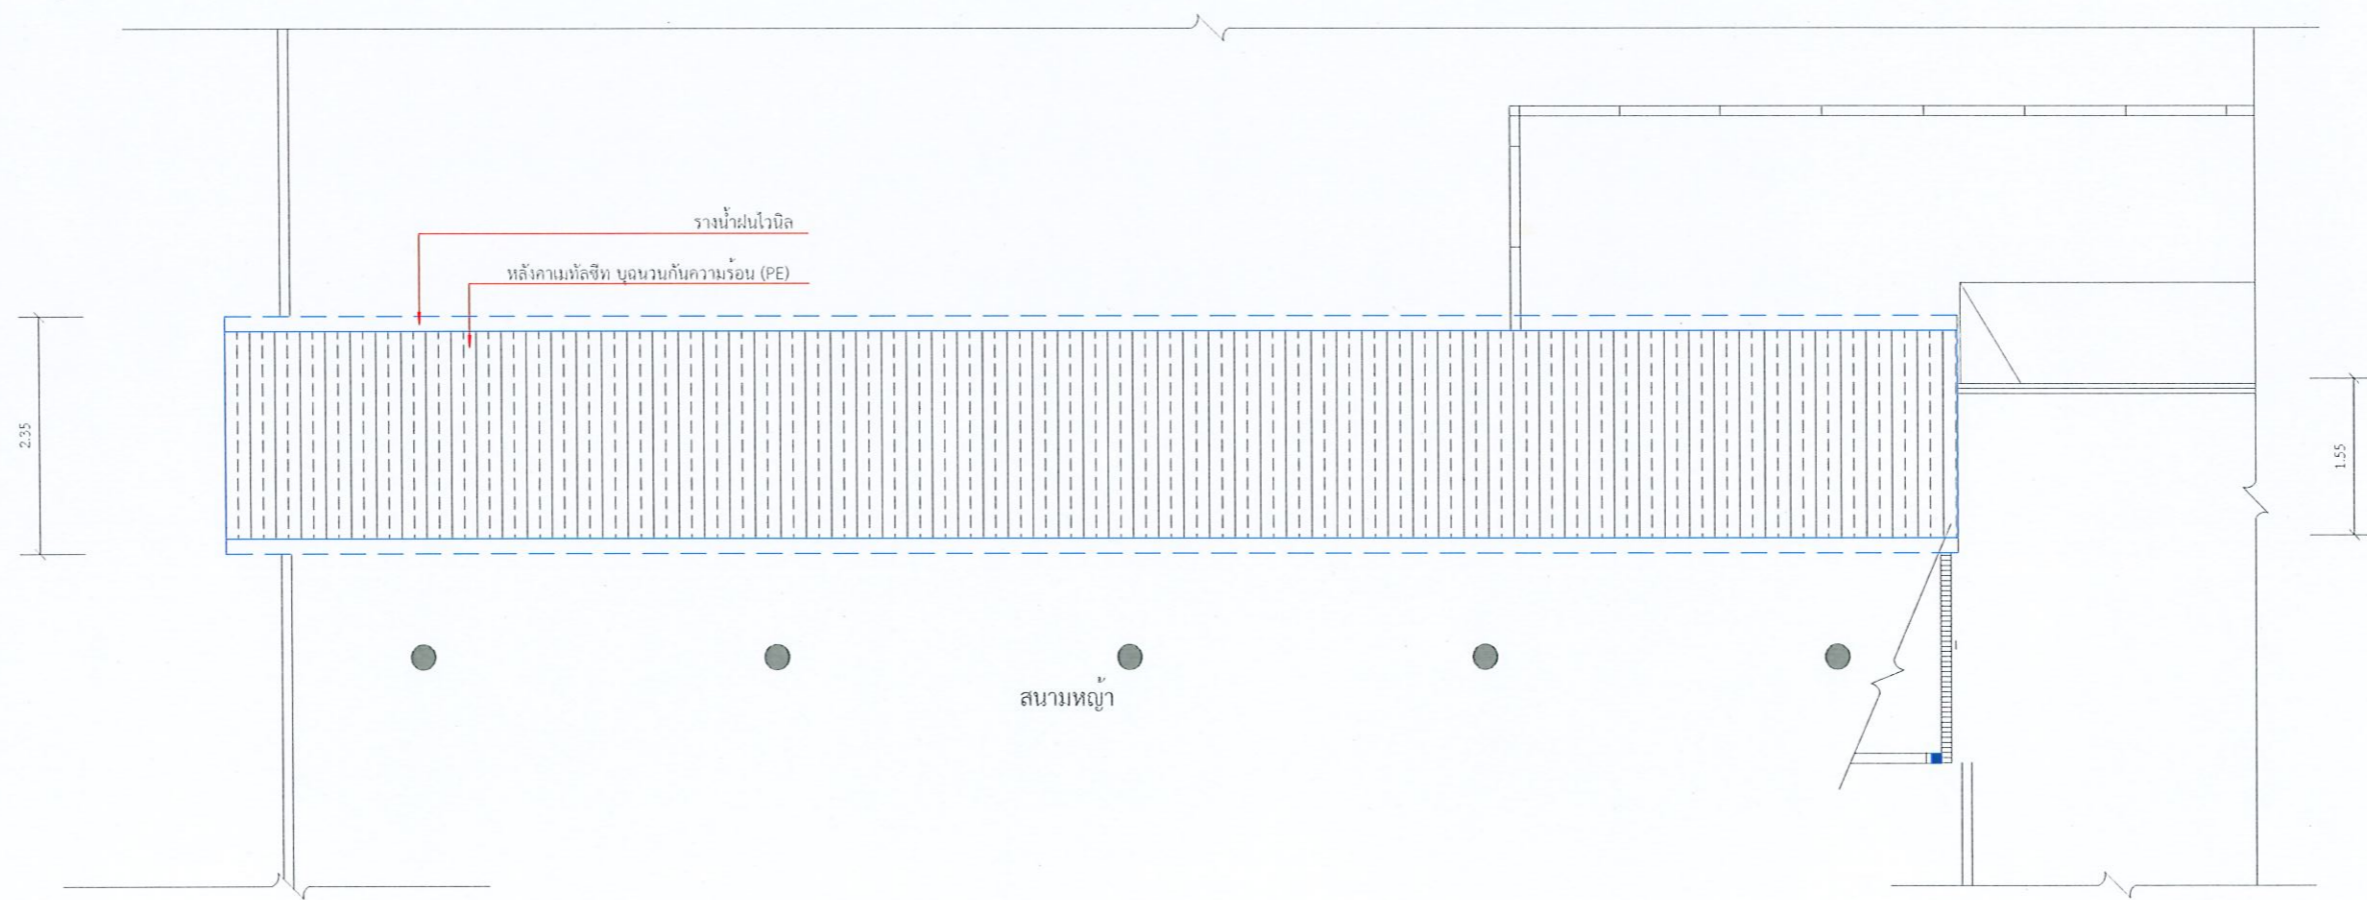 รางน้ำฝนไวนิล
หลังคาเมทัลชีท บุฉนวนกันความร้อน (PE)
2.35
1.55
สนามหญ้า